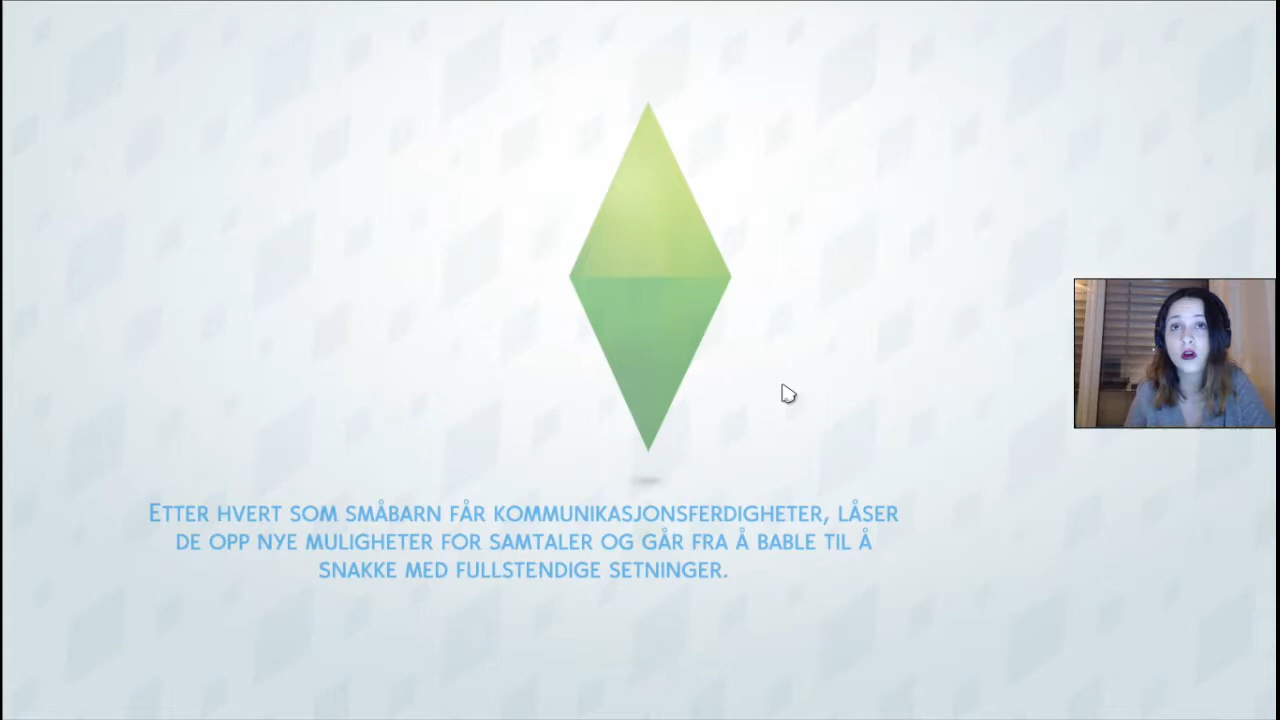 Etter hvert som småbarn får kommunikasjonsferdigheter, låser
de opp nye muligheter for samtaler og går fra å bable til å
snakke med fullstendige setninger.